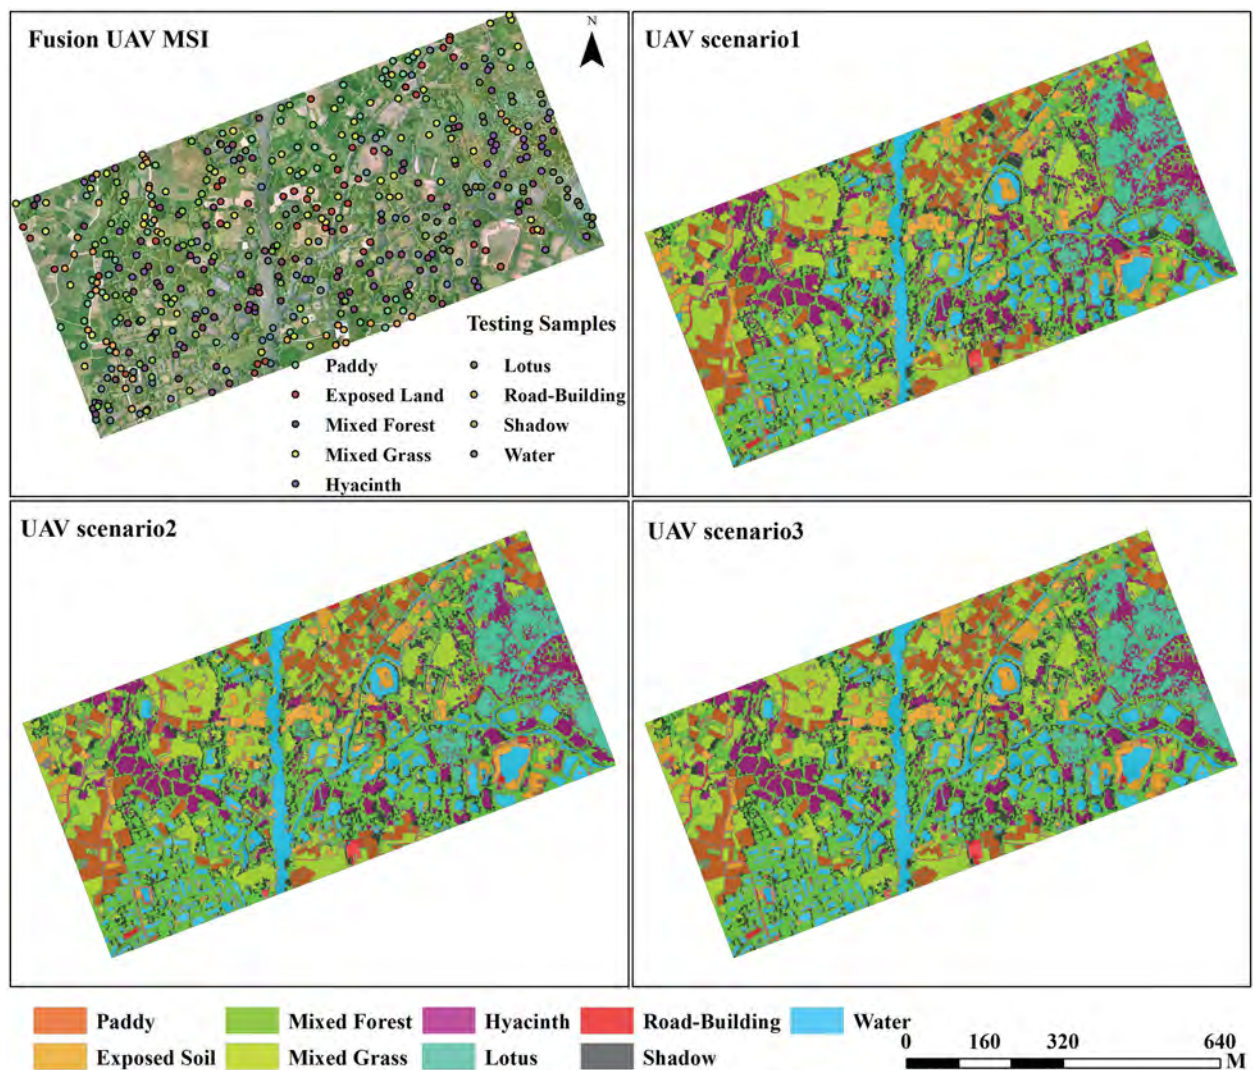 Fusion UAV MSI
N
Testing Samples
Paddy
Lotus
Exposed Land
Road-Building
Mixed Forest
Shadow
Mixed Grass
Water
Hyacinth
UAV scenario1
UAV scenario2
UAV scenario3
Paddy
Mixed Forest
Hyacinth
Road-Building
Water
Exposed Soil
Mixed Grass
Lotus
Shadow
0 160 320 640
M